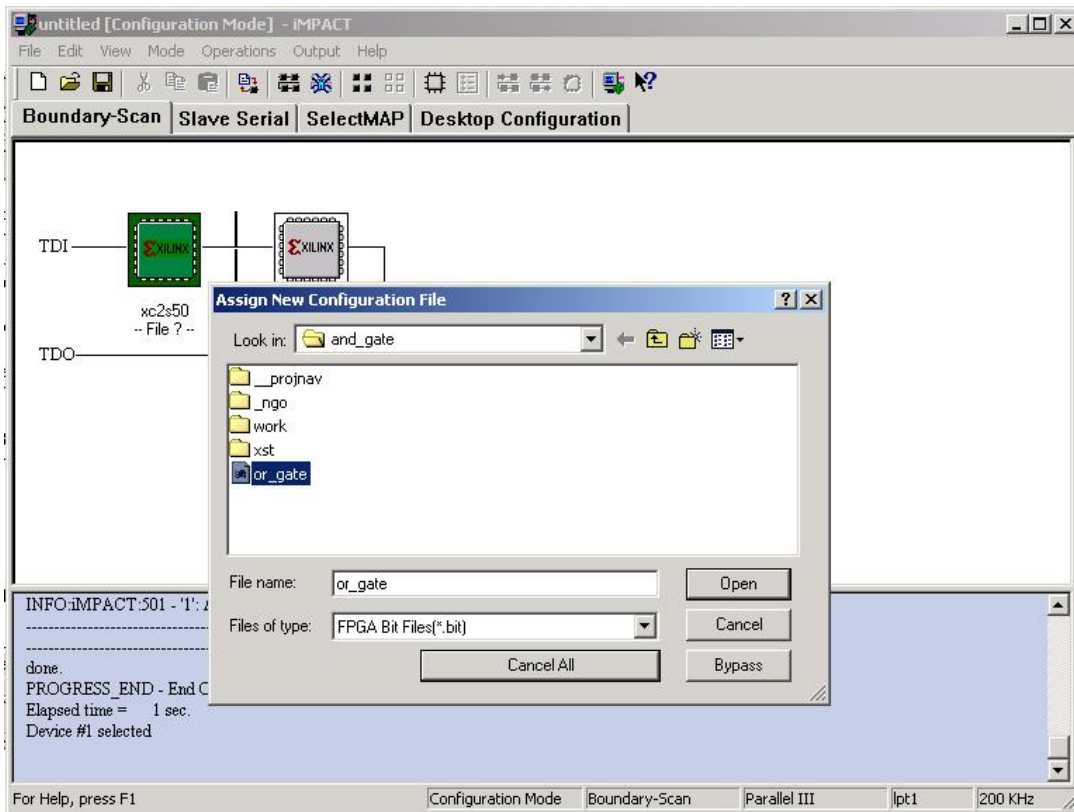 untitled [Configuration Mode] - iMPACT
File Edit View Mode Operations Output Help
Boundary-Scan Slave Serial SelectMAP Desktop Configuration
TDI
XILINX
XILINX
xc2s50
-- File ? --
TDO
Assign New Configuration File
Look in: and_gate
__projnav
_ngo
work
xst
or_gate
File name: or_gate Open
Files of type: FPGA Bit Files(*.bit) Cancel
Cancel All Bypass
INFO:iMPACT:501 - '1':
----------------------------------------
----------------------------------------
done.
PROGRESS_END - End
Elapsed time = 1 sec.
Device #1 selected
For Help, press F1 Configuration Mode Boundary-Scan Parallel III lpt1 200 KHz